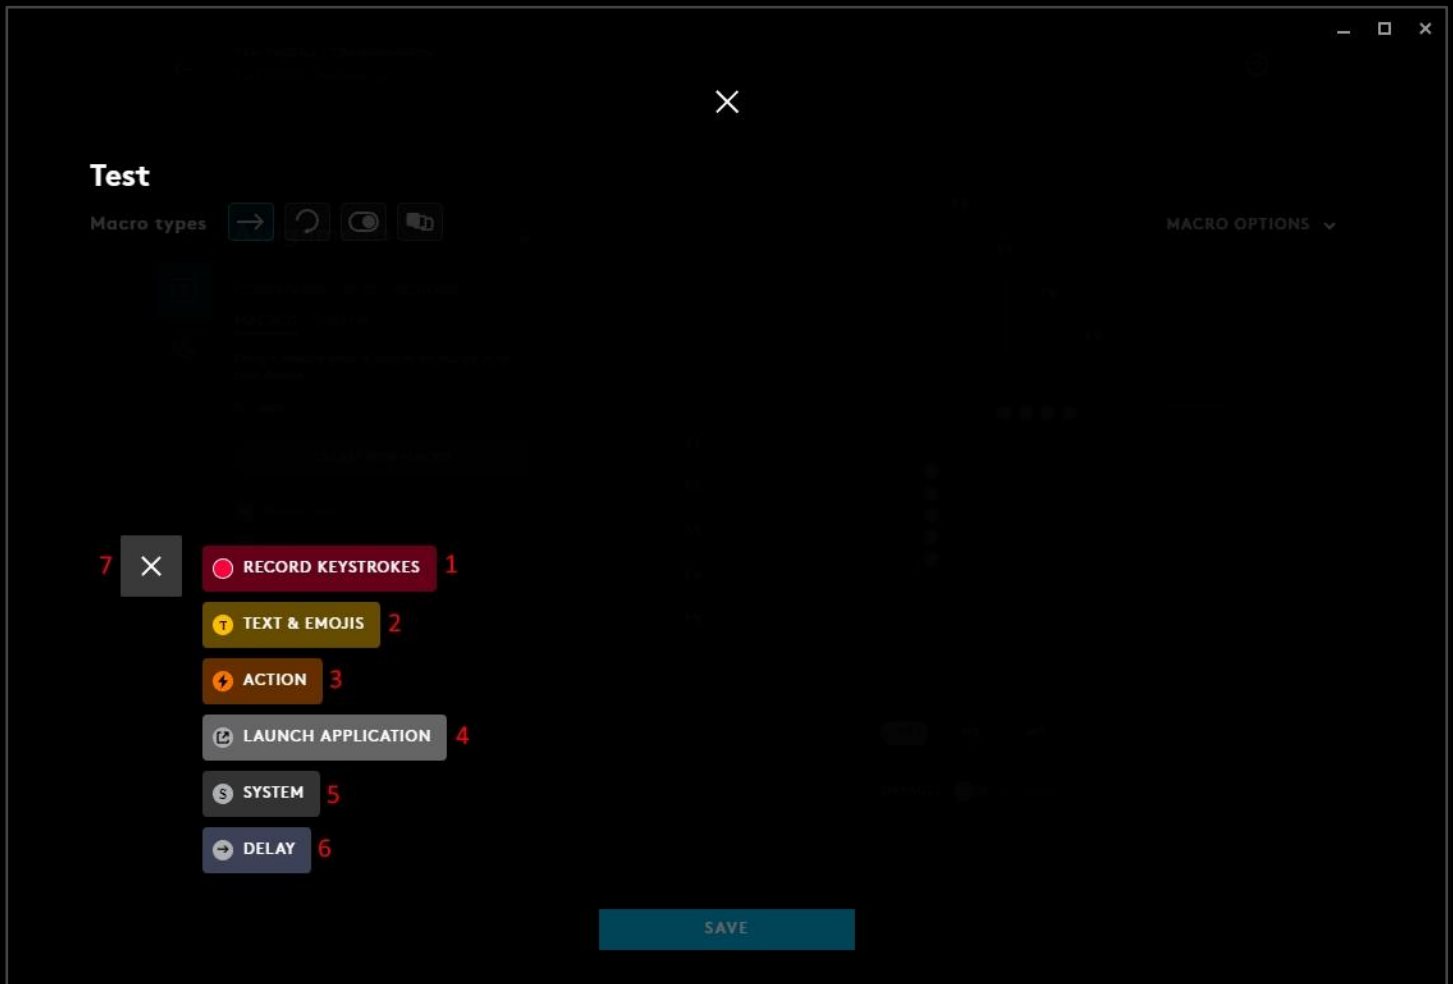 Test
Macro types
MACRO OPTIONS
7
RECORD KEYSTROKES 1
T TEXT & EMOJIS 2
ACTION 3
LAUNCH APPLICATION 4
S SYSTEM 5
DELAY 6
SAVE